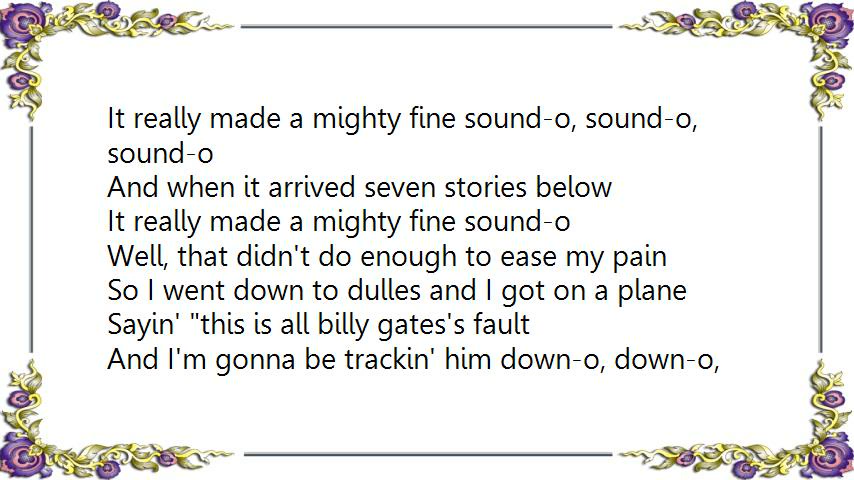 It really made a mighty fine sound-o, sound-o,
sound-o
And when it arrived seven stories below
It really made a mighty fine sound-o
Well, that didn't do enough to ease my pain
So I went down to dulles and I got on a plane
Sayin' "this is all billy gates's fault
And I'm gonna be trackin' him down-o, down-o,